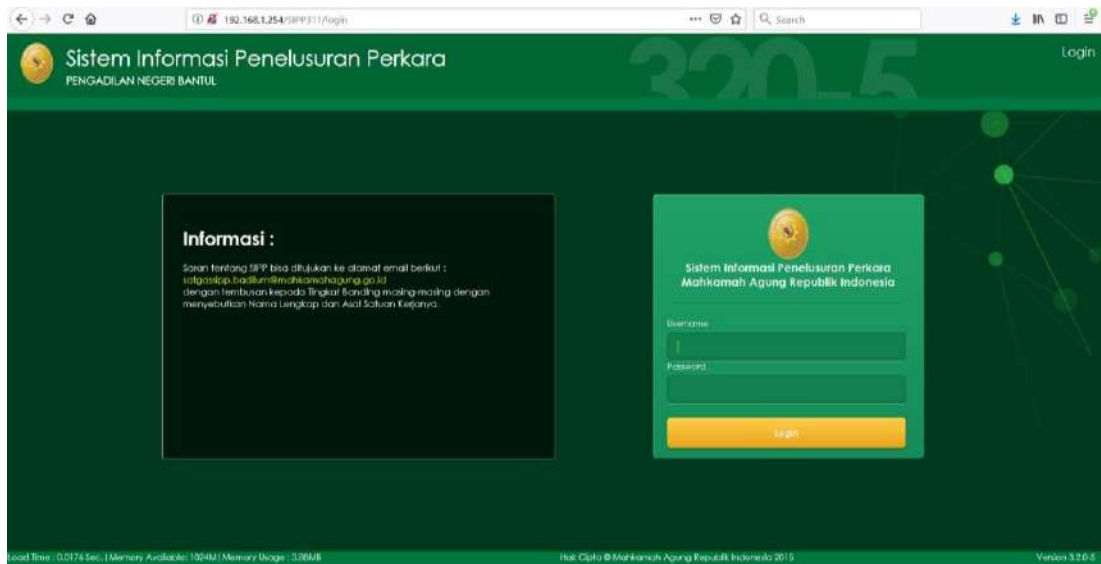 192.168.1.254/SIPP311/login
Search
Sistem Informasi Penelusuran Perkara
PENGADILAN NEGERI BANTUL
320-5
Login
Informasi :
Saran tentang SIPP bisa ditujukan ke alamat email berikut :
satgassipp.badilum@mahkamahagung.go.id
dengan tembusan kepada Tingkat Banding masing-masing dengan
menyebutkan Nama Lengkap dan Asal Satuan Kerjanya.
Sistem Informasi Penelusuran Perkara
Mahkamah Agung Republik Indonesia
Username
Password
Login
Load Time : 0.0176 Sec. | Memory Available: 1024M | Memory Usage : 3.88MB
Hak Cipta @ Mahkamah Agung Republik Indonesia 2015
Version 3.2.0-5